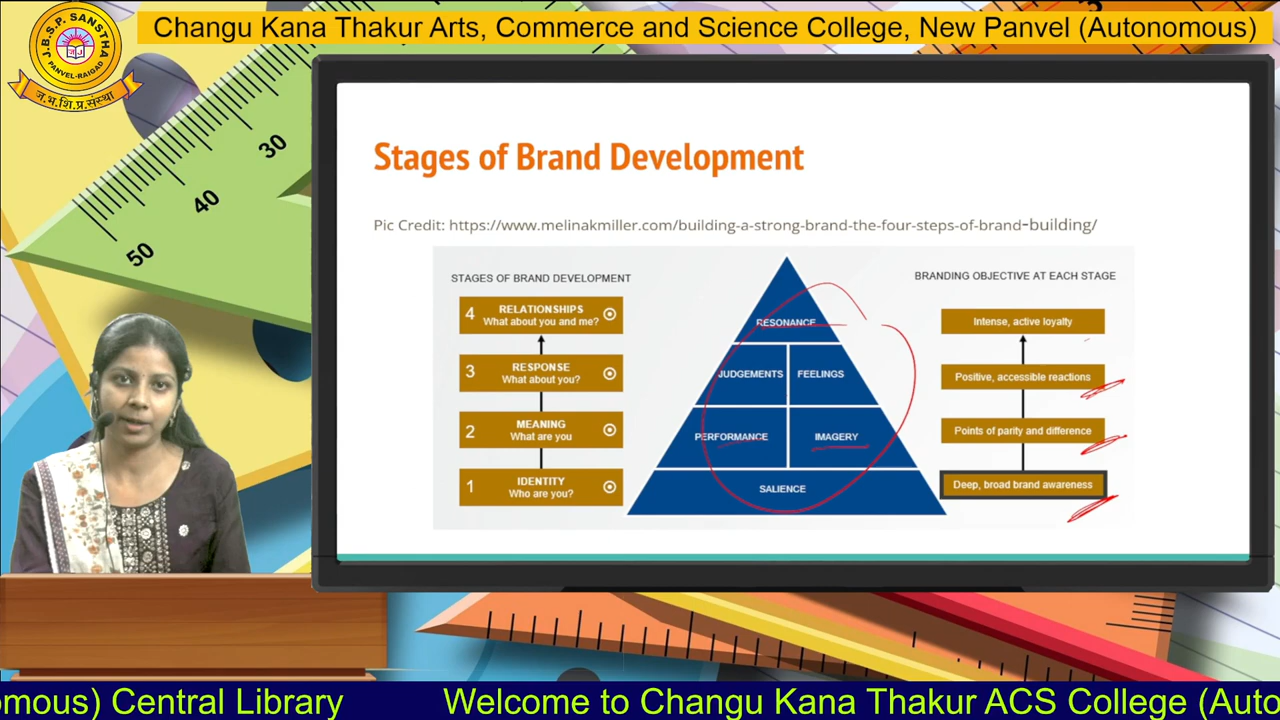 Changu Kana Thakur Arts, Commerce and Science College, New Panvel (Autonomous)
J.B.S.P. SANSTHA
PANVEL-RAIGAD
ज.भ.शि.प्र.संस्था
30
40
50
Stages of Brand Development
Pic Credit: https://www.melinakmiller.com/building-a-strong-brand-the-four-steps-of-brand-building/
STAGES OF BRAND DEVELOPMENT
4 RELATIONSHIPS
What about you and me?
3 RESPONSE
What about you?
2 MEANING
What are you
1 IDENTITY
Who are you?
RESONANCE
JUDGEMENTS FEELINGS
PERFORMANCE IMAGERY
SALIENCE
BRANDING OBJECTIVE AT EACH STAGE
Intense, active loyalty
Positive, accessible reactions
Points of parity and difference
Deep, broad brand awareness
omous) Central Library Welcome to Changu Kana Thakur ACS College (Auto